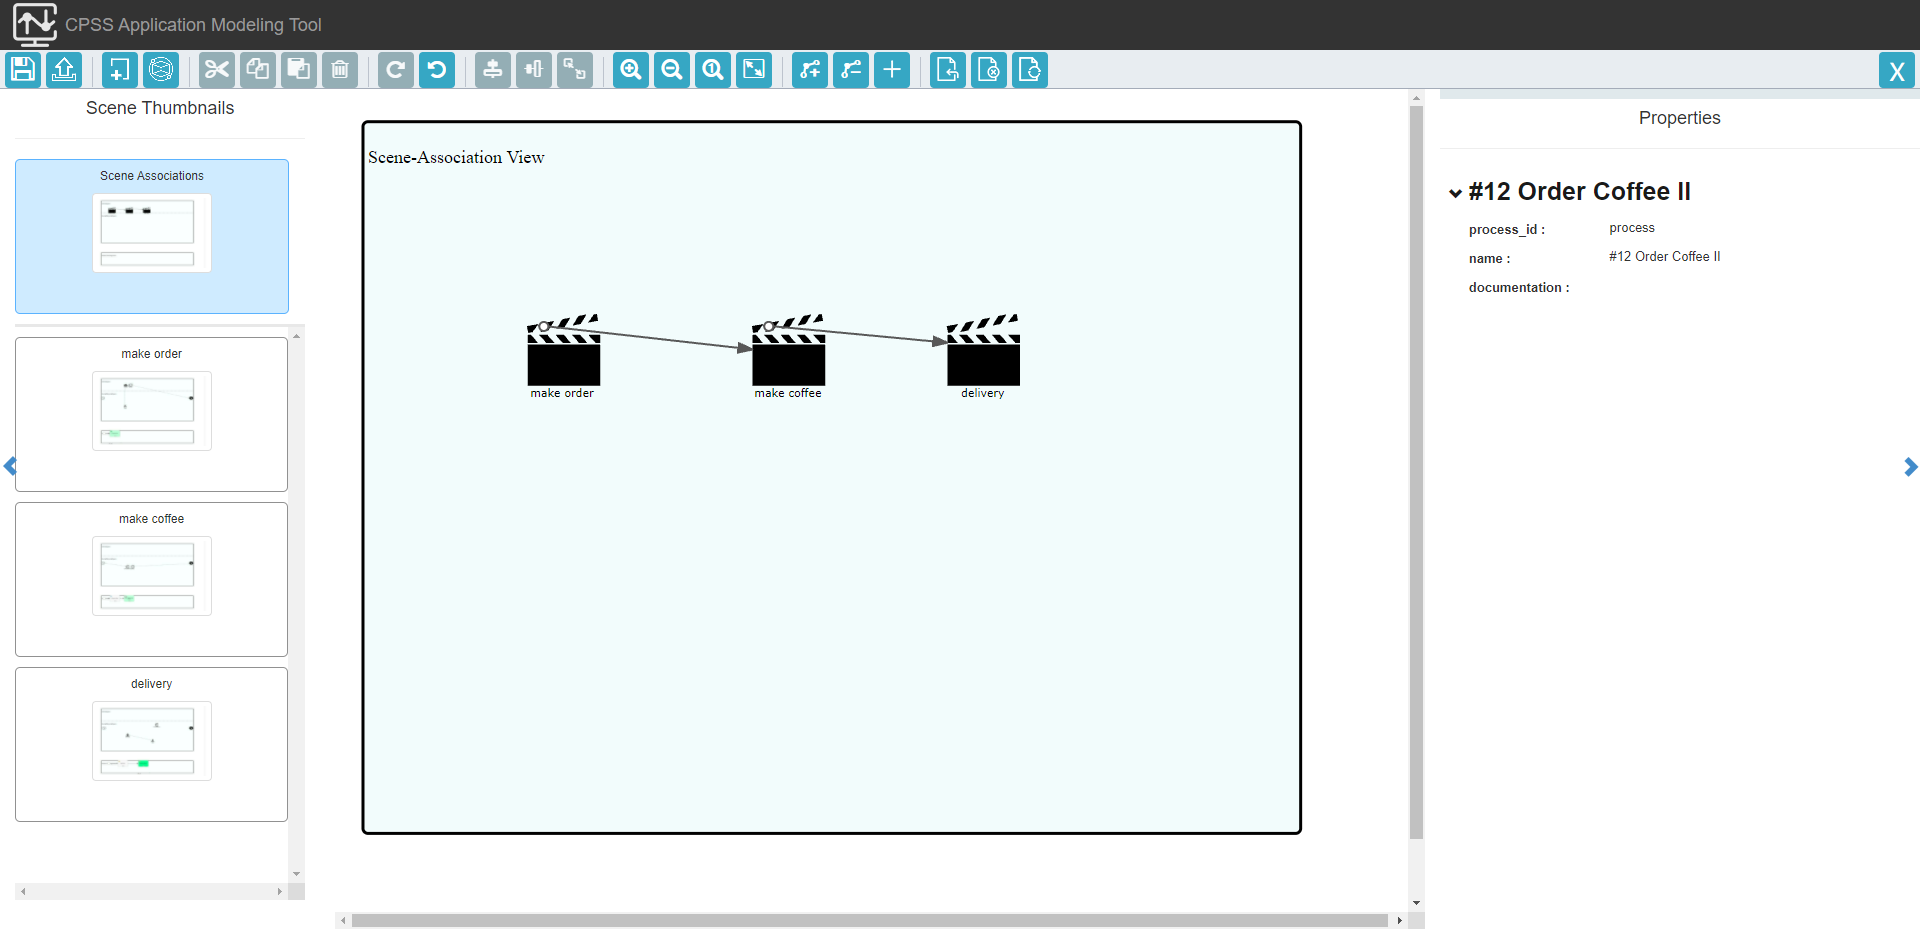 CPSS Application Modeling Tool
X
Scene Thumbnails
Scene Associations
make order
make coffee
delivery
Scene-Association View
make order
make coffee
delivery
Properties
#12 Order Coffee II
process_id :
process
name :
#12 Order Coffee II
documentation :